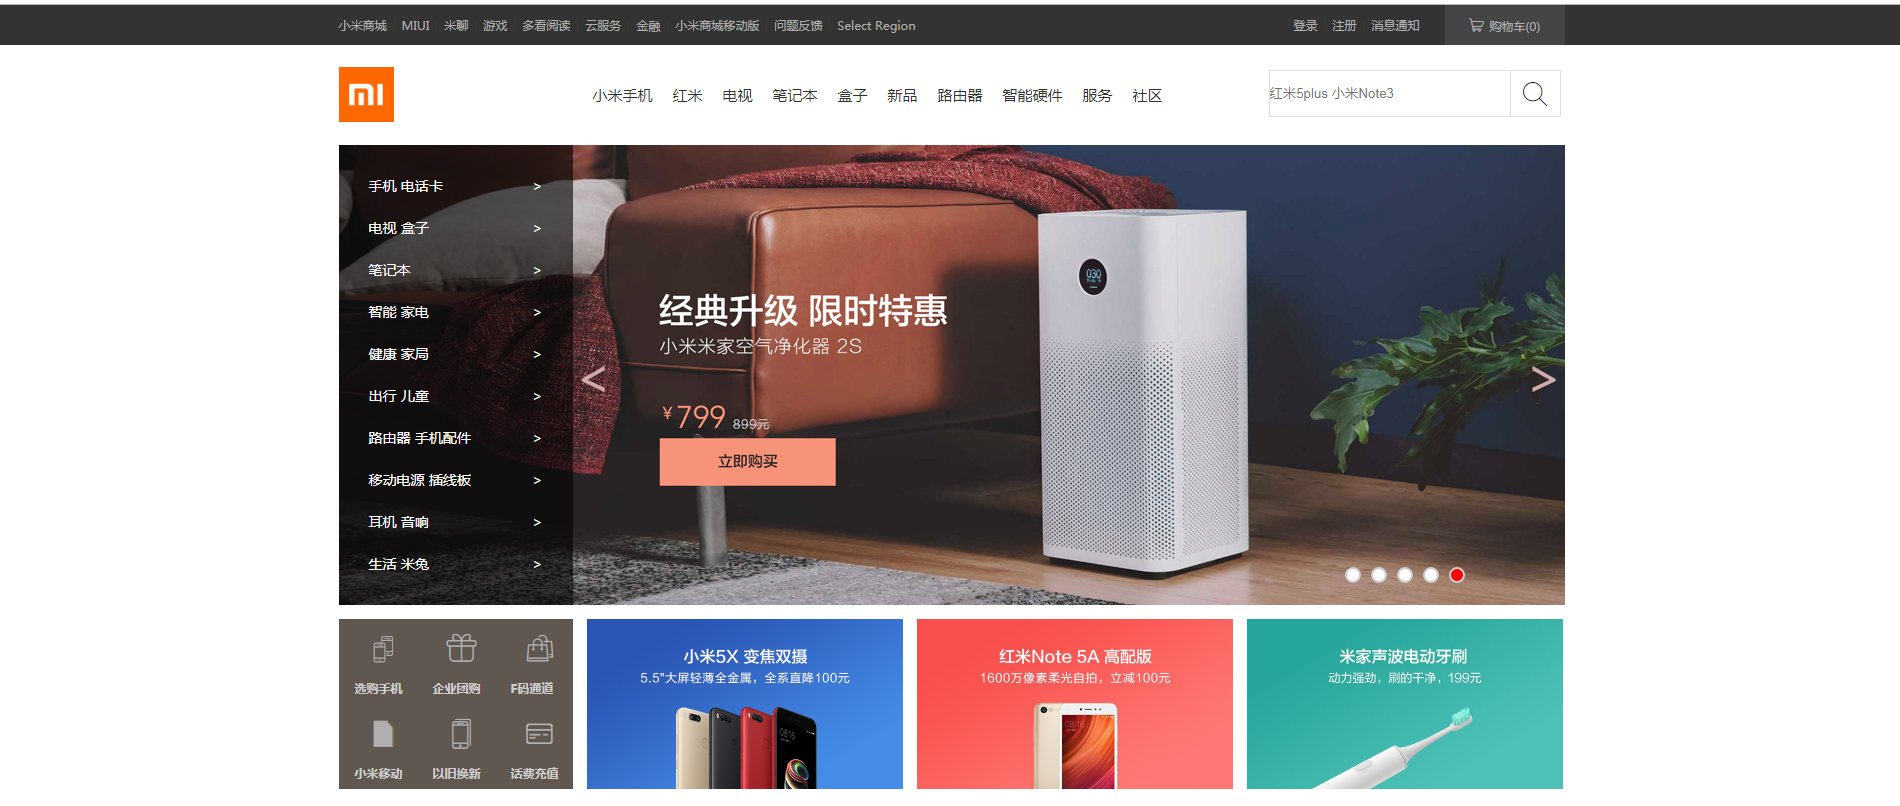 小米商城 MIUI 米聊 游戏 多看阅读 云服务 金融 小米商城移动版 问题反馈 Select Region 登录 注册 消息通知 购物车(0)
MI 小米手机 红米 电视 笔记本 盒子 新品 路由器 智能硬件 服务 社区 红米5plus 小米Note3
手机 电话卡 >
电视 盒子 >
笔记本 >
智能 家电 >
健康 家局 >
出行 儿童 >
路由器 手机配件 >
移动电源 插线板 >
耳机 音响 >
生活 米兔 >
经典升级 限时特惠
小米米家空气净化器 2S
¥799 899元
立即购买
030
< >
选购手机 企业团购 F码通道
小米移动 以旧换新 话费充值
小米5X 变焦双摄
5.5"大屏轻薄全金属，全系直降100元
08:16
红米Note 5A 高配版
1600万像素柔光自拍，立减100元
08:16
米家声波电动牙刷
动力强劲，刷的干净，199元